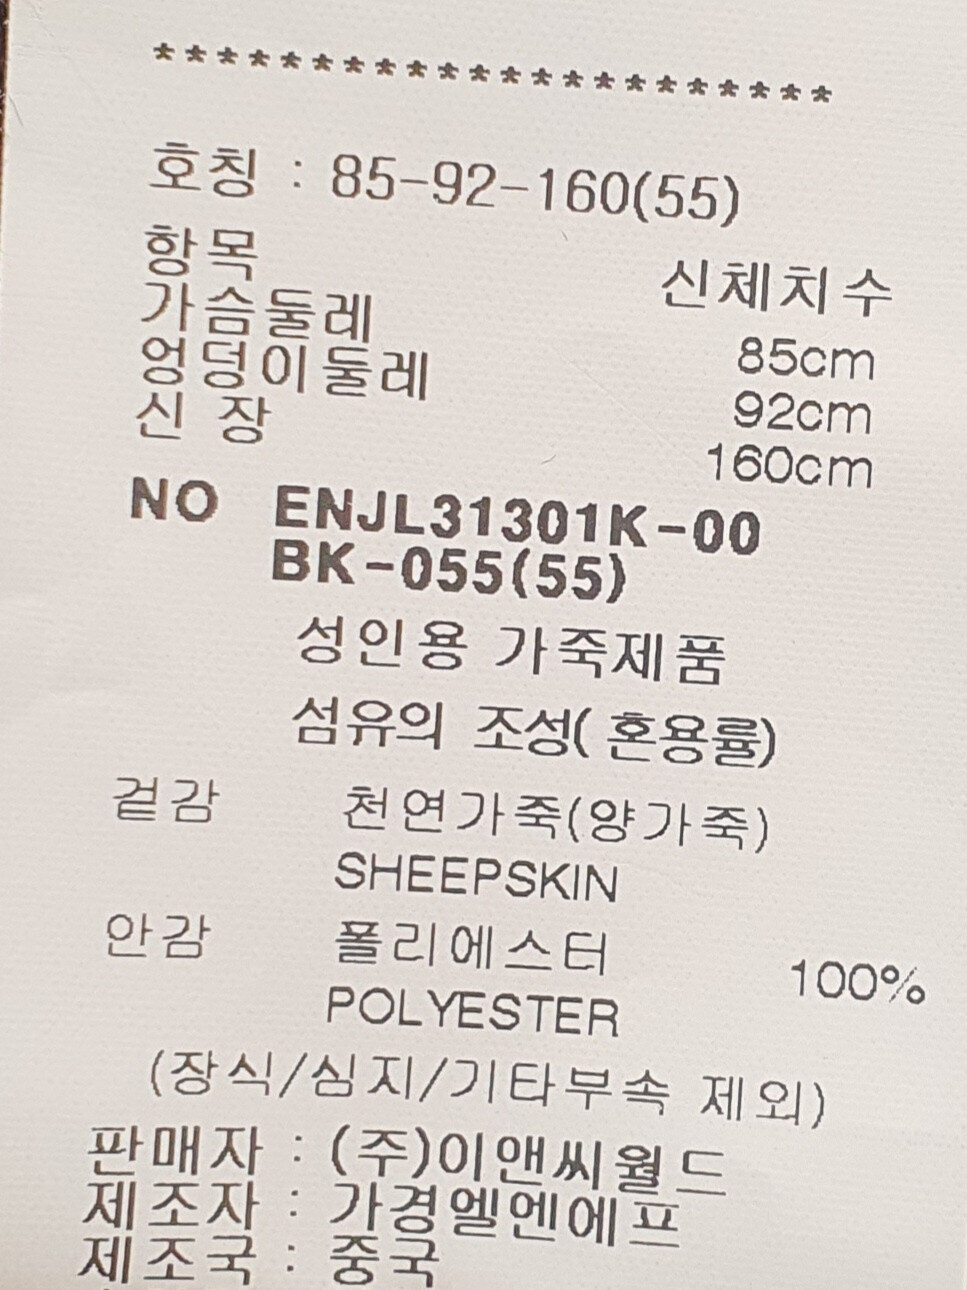 **********************
호칭 : 85-92-160(55)
항목 신체치수
가슴둘레 85cm
엉덩이둘레 92cm
신 장 160cm
NO ENJL31301K-00
BK-055(55)
성인용 가죽제품
섬유의 조성( 혼용률)
겉감 천연가죽(양가죽)
SHEEPSKIN
안감 폴리에스터 100%
POLYESTER
(장식/심지/기타부속 제외)
판매자 : (주)이앤씨월드
제조자 : 가경엘엔에프
제조국 : 중국